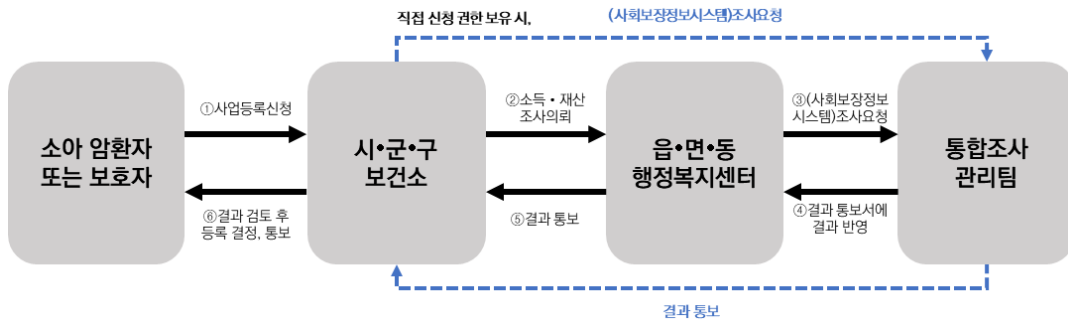 직접 신청 권한 보유 시,
(사회보장정보시스템)조사요청
①사업등록신청
②소득·재산
조사의뢰
③(사회보장정보
시스템)조사요청
소아 암환자
또는 보호자
시·군·구
보건소
읍·면·동
행정복지센터
통합조사
관리팀
⑥결과 검토 후
등록 결정, 통보
⑤결과 통보
④결과 통보서에
결과 반영
결과 통보